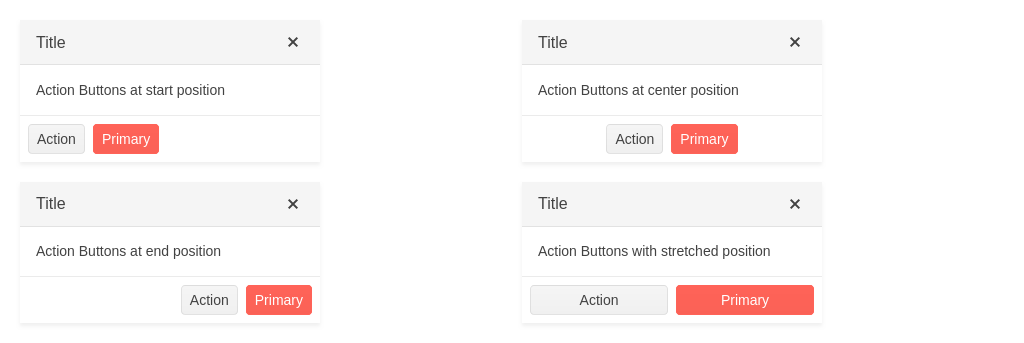 Title
Action Buttons at start position
Action Primary
Title
Action Buttons at center position
Action Primary
Title
Action Buttons at end position
Action Primary
Title
Action Buttons with stretched position
Action Primary